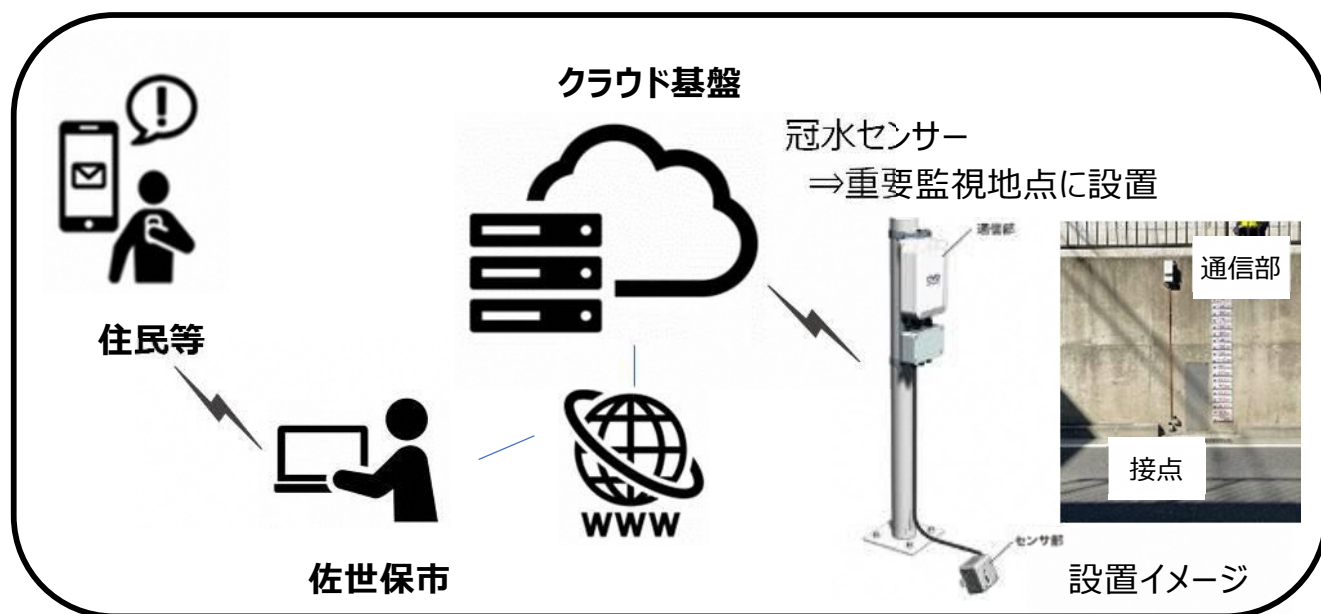 クラウド基盤
冠水センサー
⇒重要監視地点に設置
通信部
通信部
住民等
接点
WWW
センサ部
佐世保市
設置イメージ